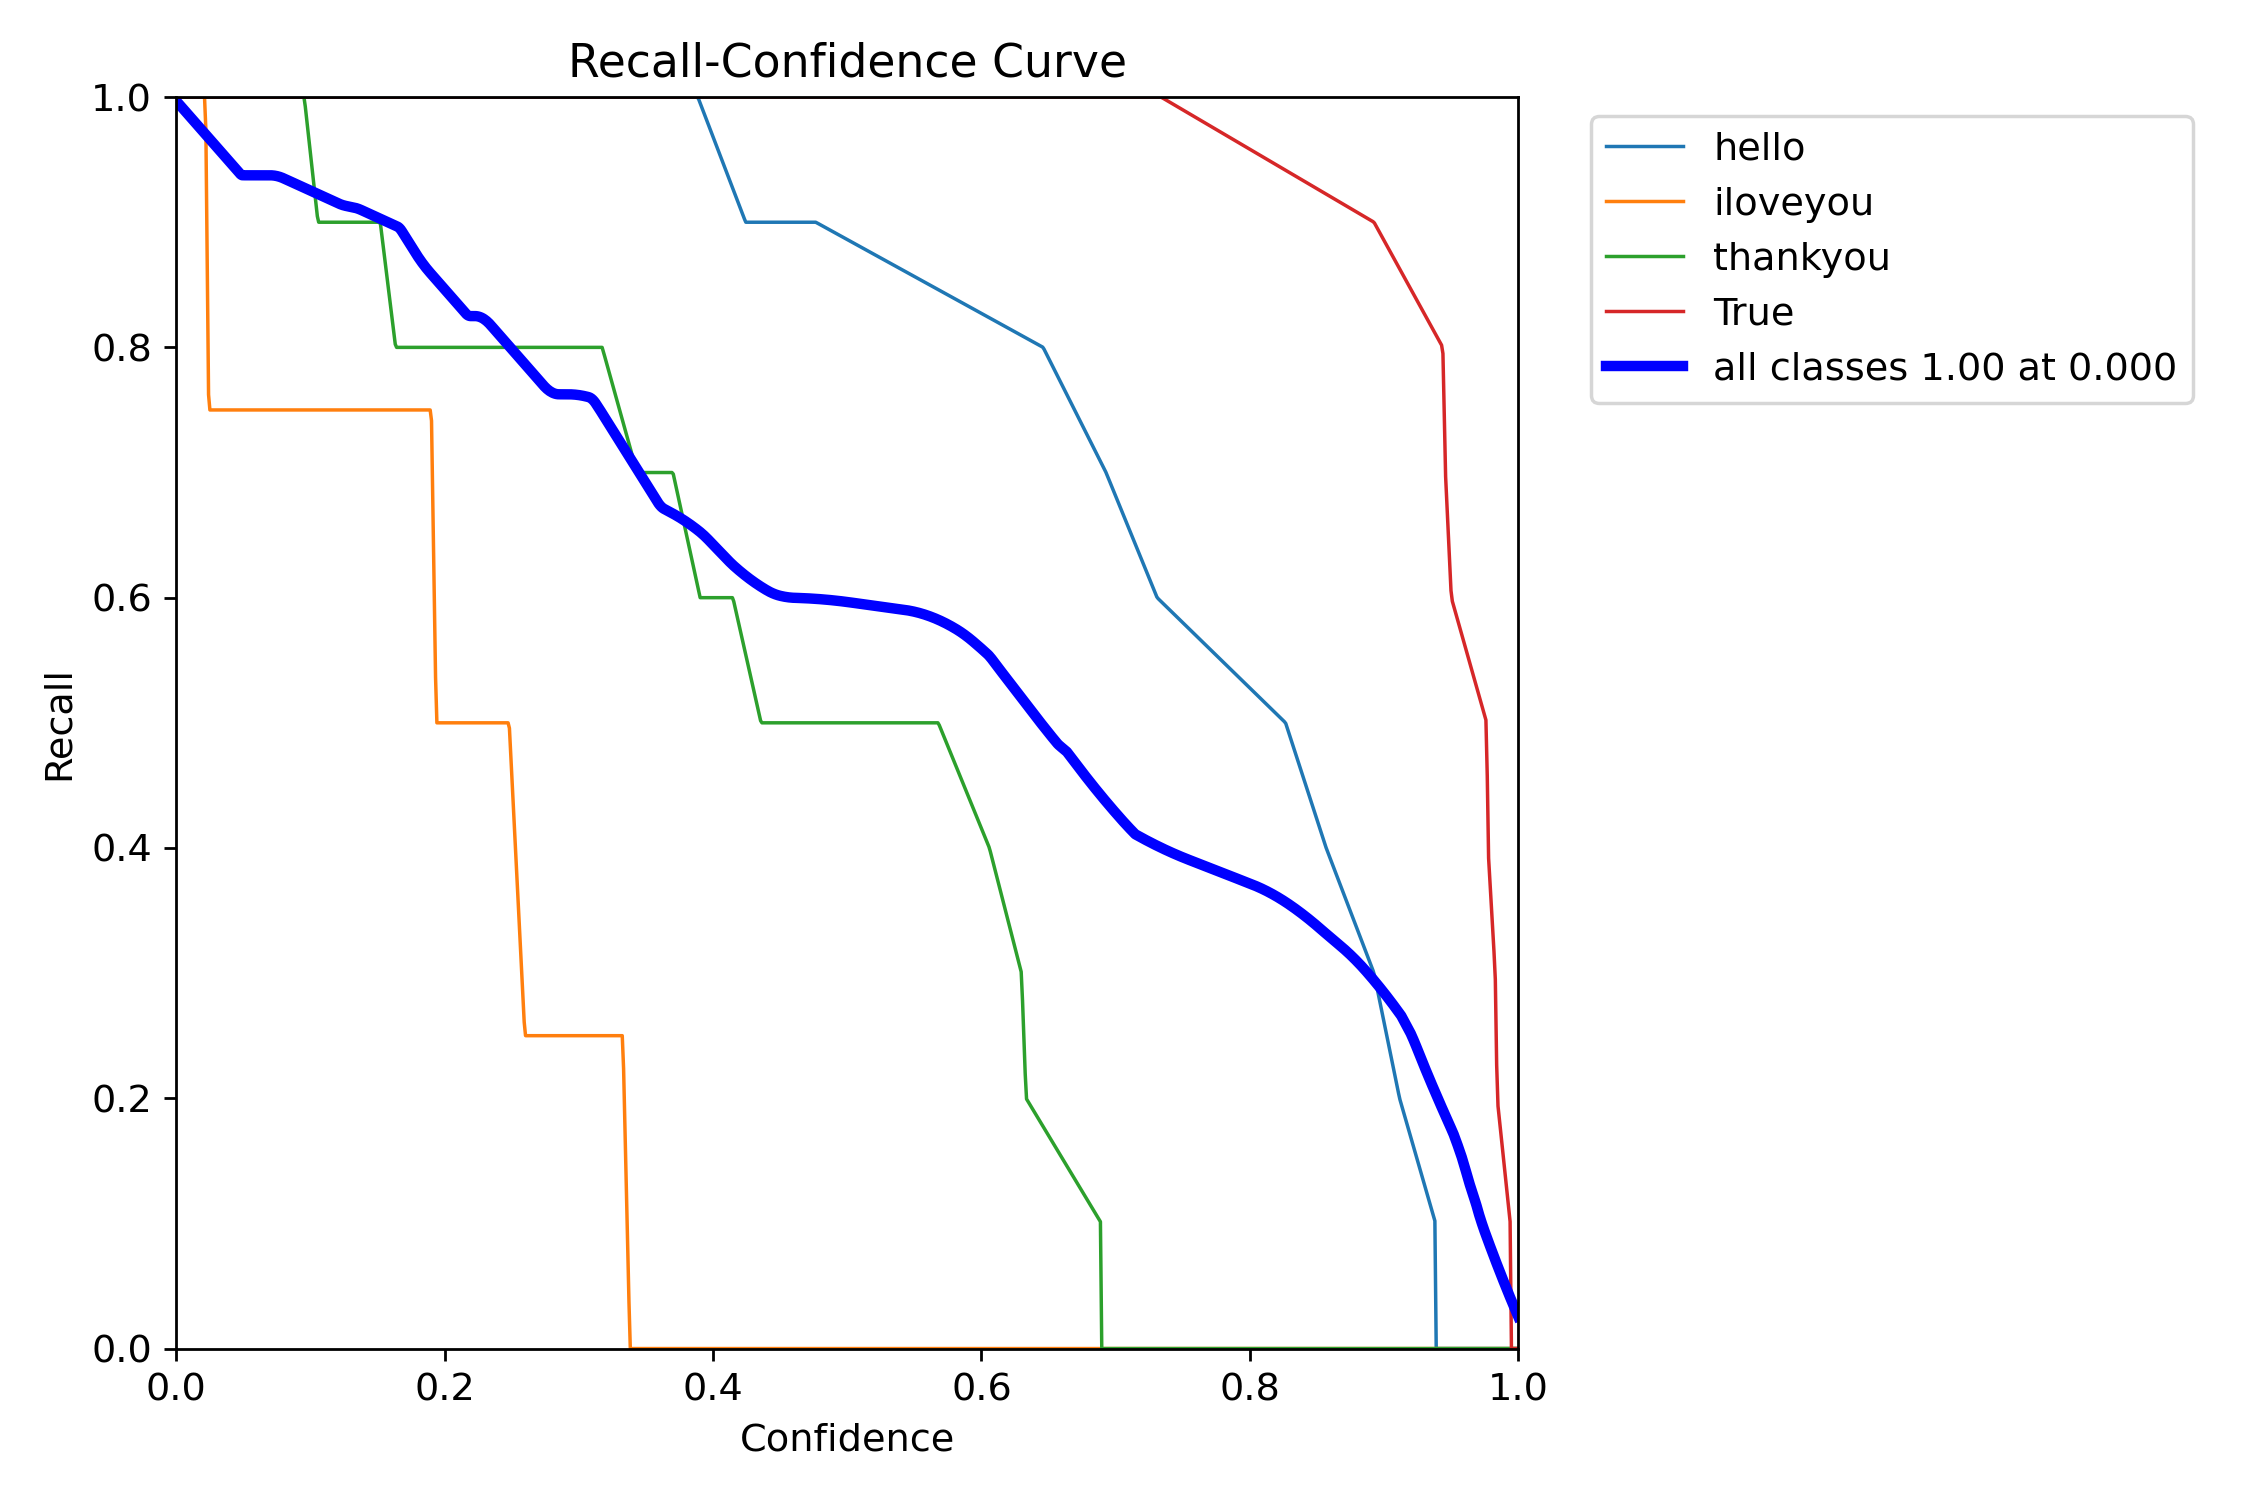 Recall-Confidence Curve
1.0
0.8
0.6
0.4
0.2
0.0
Recall
0.0 0.2 0.4 0.6 0.8 1.0
Confidence
hello
iloveyou
thankyou
True
all classes 1.00 at 0.000